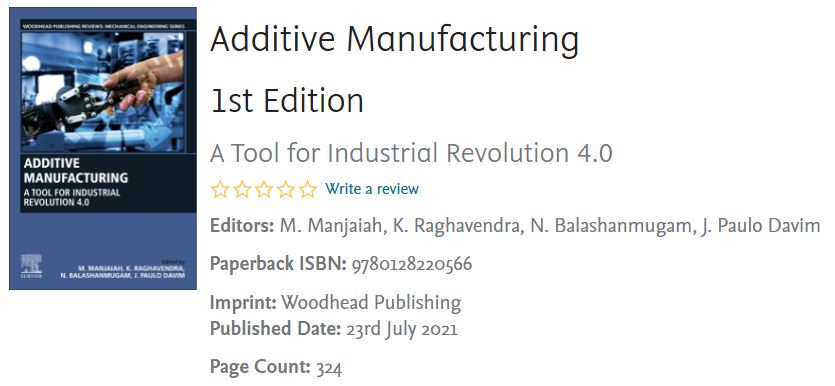 WOODHEAD PUBLISHING REVIEWS: MECHANICAL ENGINEERING SERIES
ADDITIVE
MANUFACTURING
A TOOL FOR INDUSTRIAL
REVOLUTION 4.0
Edited by
M. MANJAIAH, K. RAGHAVENDRA,
N. BALASHANMUGAM, J. PAULO DAVIM
ELSEVIER
Additive Manufacturing
1st Edition
A Tool for Industrial Revolution 4.0
Write a review
Editors: M. Manjaiah, K. Raghavendra, N. Balashanmugam, J. Paulo Davim
Paperback ISBN: 9780128220566
Imprint: Woodhead Publishing
Published Date: 23rd July 2021
Page Count: 324